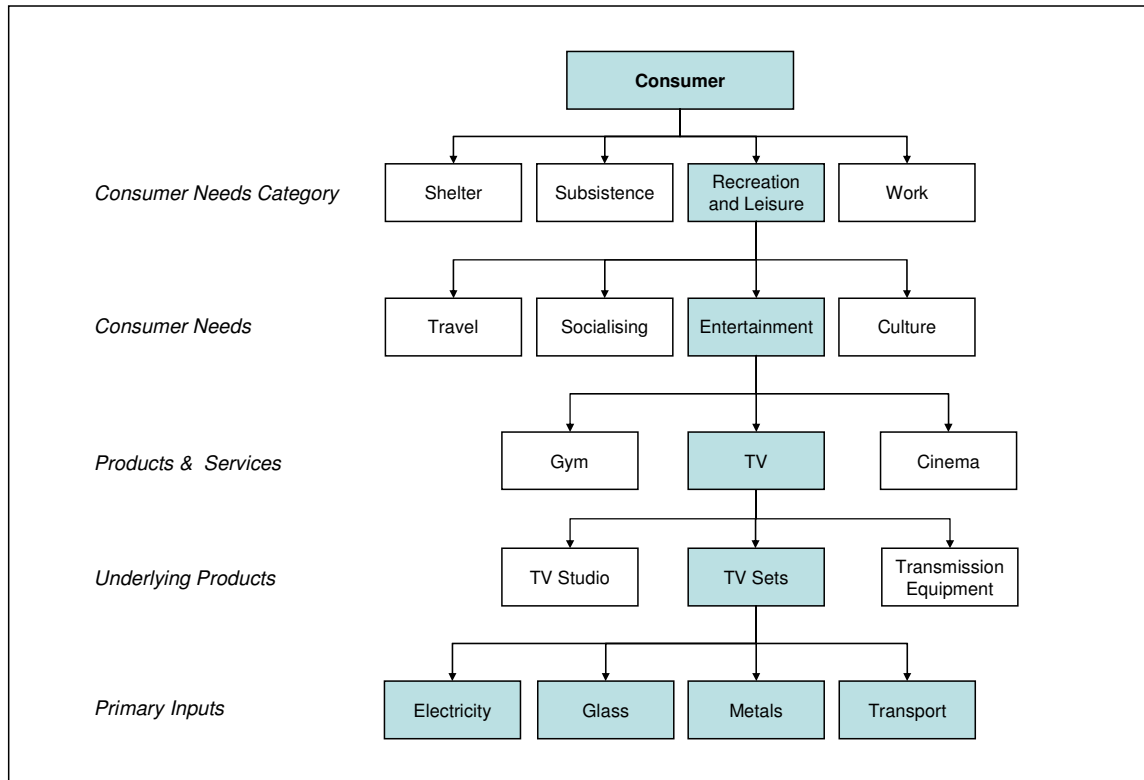 Consumer
Consumer Needs Category
Shelter
Subsistence
Recreation
and Leisure
Work
Consumer Needs
Travel
Socialising
Entertainment
Culture
Products & Services
Gym
TV
Cinema
Underlying Products
TV Studio
TV Sets
Transmission
Equipment
Primary Inputs
Electricity
Glass
Metals
Transport